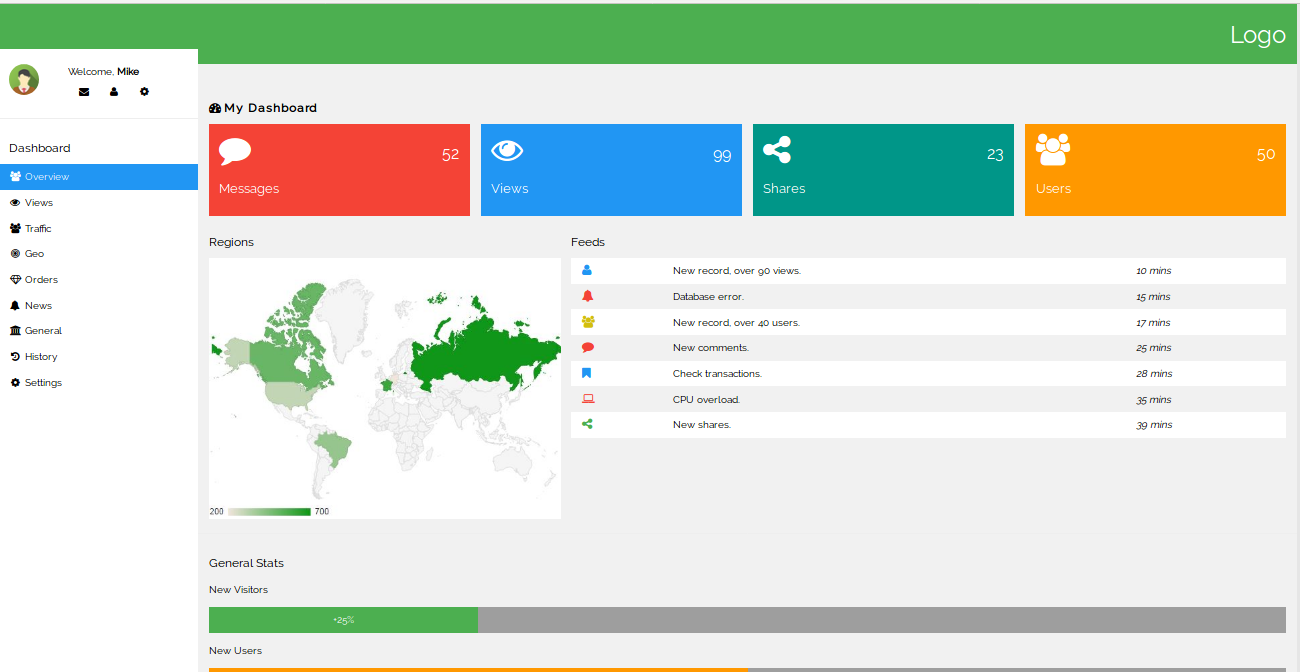 Logo
Welcome, Mike
Dashboard
Overview
Views
Traffic
Geo
Orders
News
General
History
Settings
My Dashboard
52
Messages
99
Views
23
Shares
50
Users
Regions
200 700
Feeds
New record, over 90 views. 10 mins
Database error. 15 mins
New record, over 40 users. 17 mins
New comments. 25 mins
Check transactions. 28 mins
CPU overload. 35 mins
New shares. 39 mins
General Stats
New Visitors
+25%
New Users